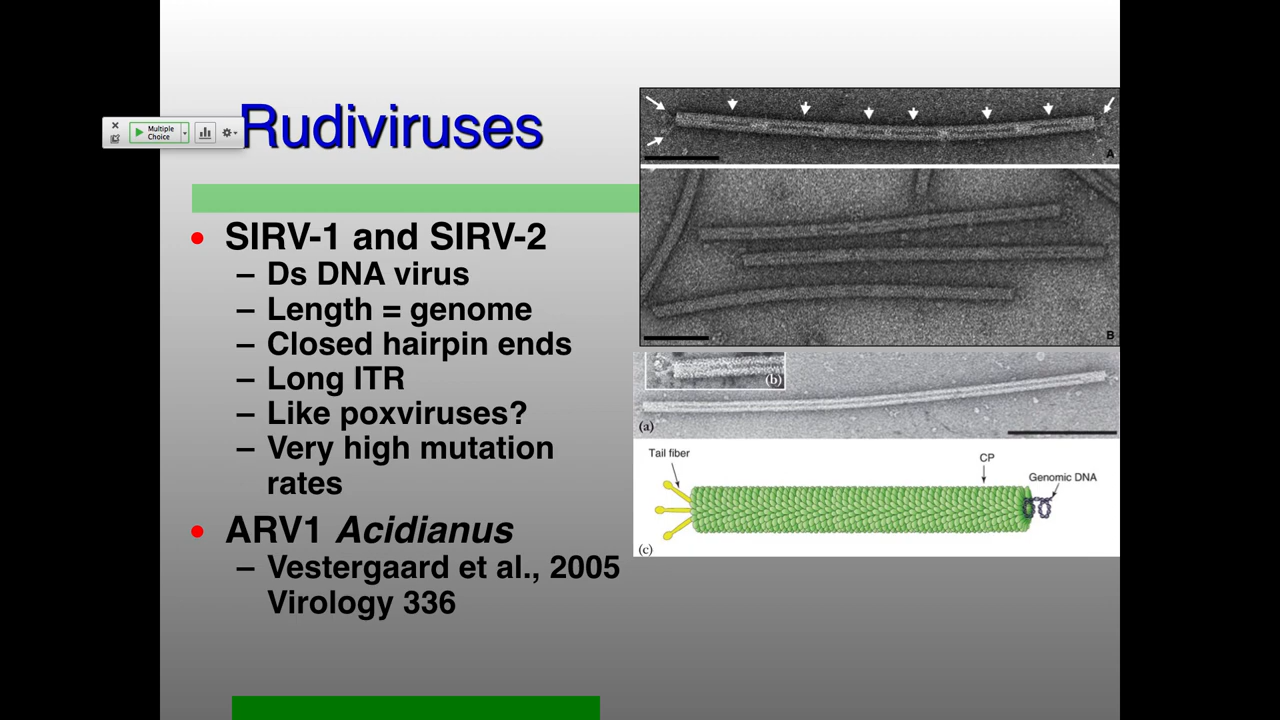 Multiple
Choice
Rudiviruses
• SIRV-1 and SIRV-2
– Ds DNA virus
– Length = genome
– Closed hairpin ends
– Long ITR
– Like poxviruses?
– Very high mutation
rates
• ARV1 Acidianus
– Vestergaard et al., 2005
Virology 336
A
B
(b)
(a)
Tail fiber
CP
Genomic DNA
(c)